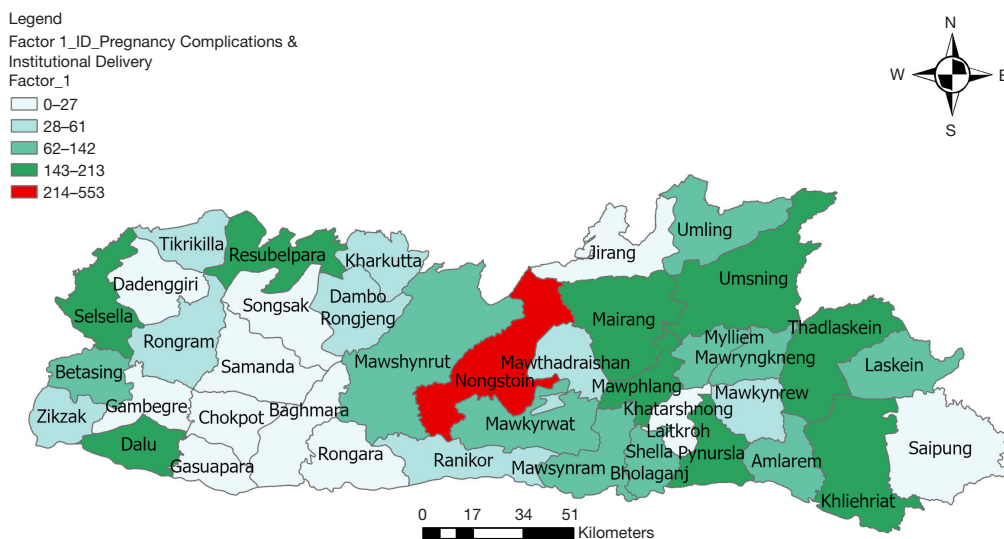 Legend
Factor 1_ID_Pregnancy Complications &
Institutional Delivery
Factor_1
0–27
28–61
62–142
143–213
214–553
N
W
E
S
Tikrikilla
Resubelpara
Kharkutta
Jirang
Umling
Dadenggiri
Songsak
Dambo
Rongjeng
Umsning
Selsella
Mairang
Thadlaskein
Rongram
Mylliem
Samanda
Mawshynrut
Mawthadraishan
Mawryngkneng
Laskein
Betasing
Nongstoin
Mawphlang
Mawkynrew
Zikzak
Gambegre
Chokpot
Baghmara
Khatarshnong
Laitkroh
Mawkyrwat
Dalu
Gasuapara
Rongara
Ranikor
Mawsynram
Shella
Bholaganj
Pynursla
Amlarem
Saipung
Khliehriat
0 17 34 51
Kilometers